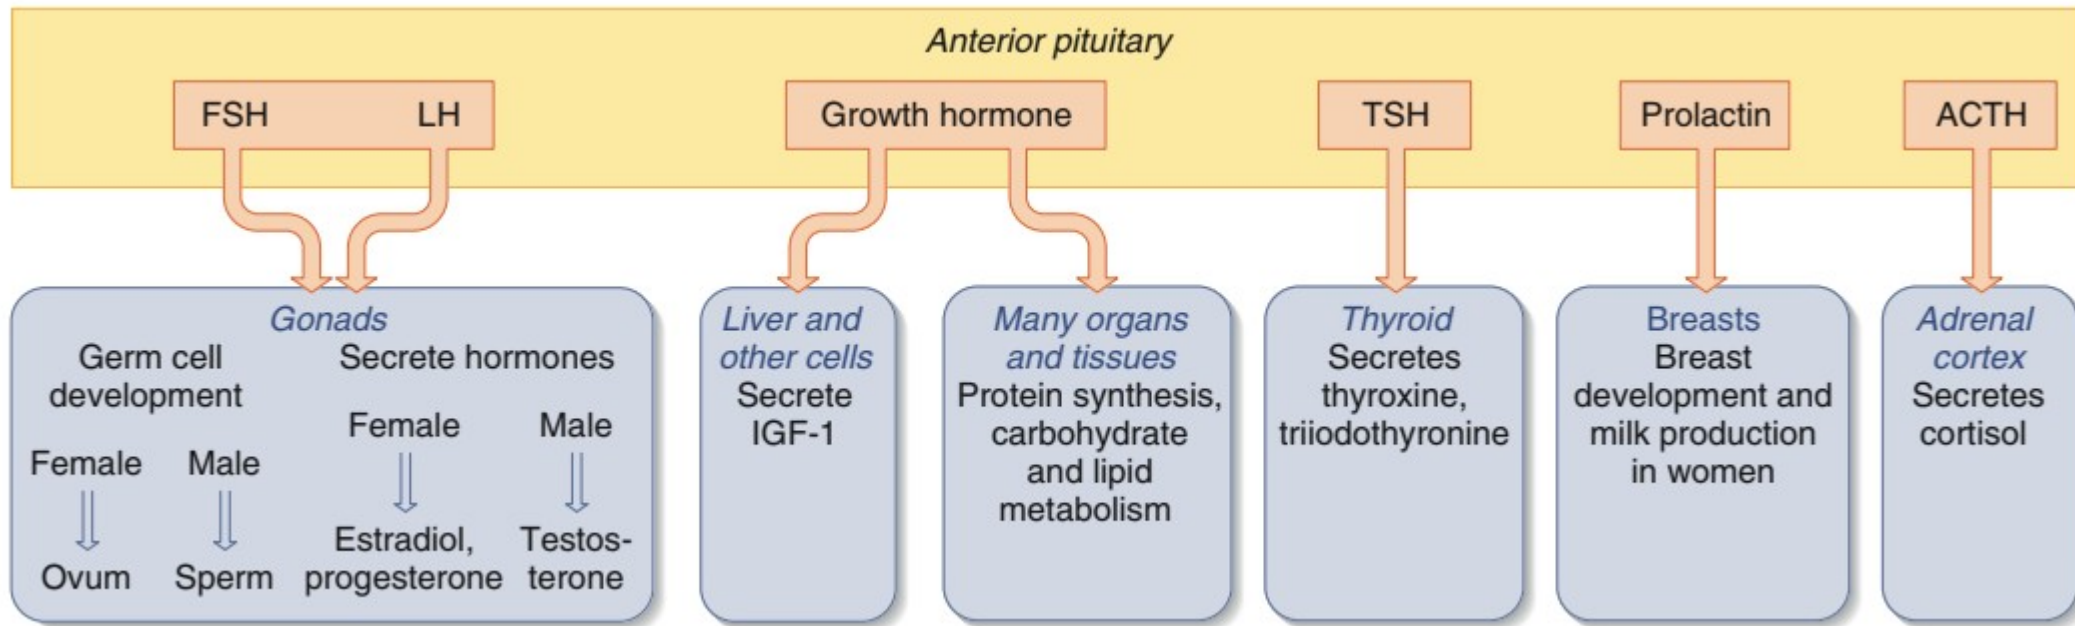 Anterior pituitary
FSH LH
Growth hormone
TSH
Prolactin
ACTH
Gonads
Germ cell
development
Female
Ovum
Male
Sperm
Secrete hormones
Female
Estradiol,
progesterone
Male
Testos-
terone
Liver and
other cells
Secrete
IGF-1
Many organs
and tissues
Protein synthesis,
carbohydrate
and lipid
metabolism
Thyroid
Secretes
thyroxine,
triiodothyronine
Breasts
Breast
development and
milk production
in women
Adrenal
cortex
Secretes
cortisol